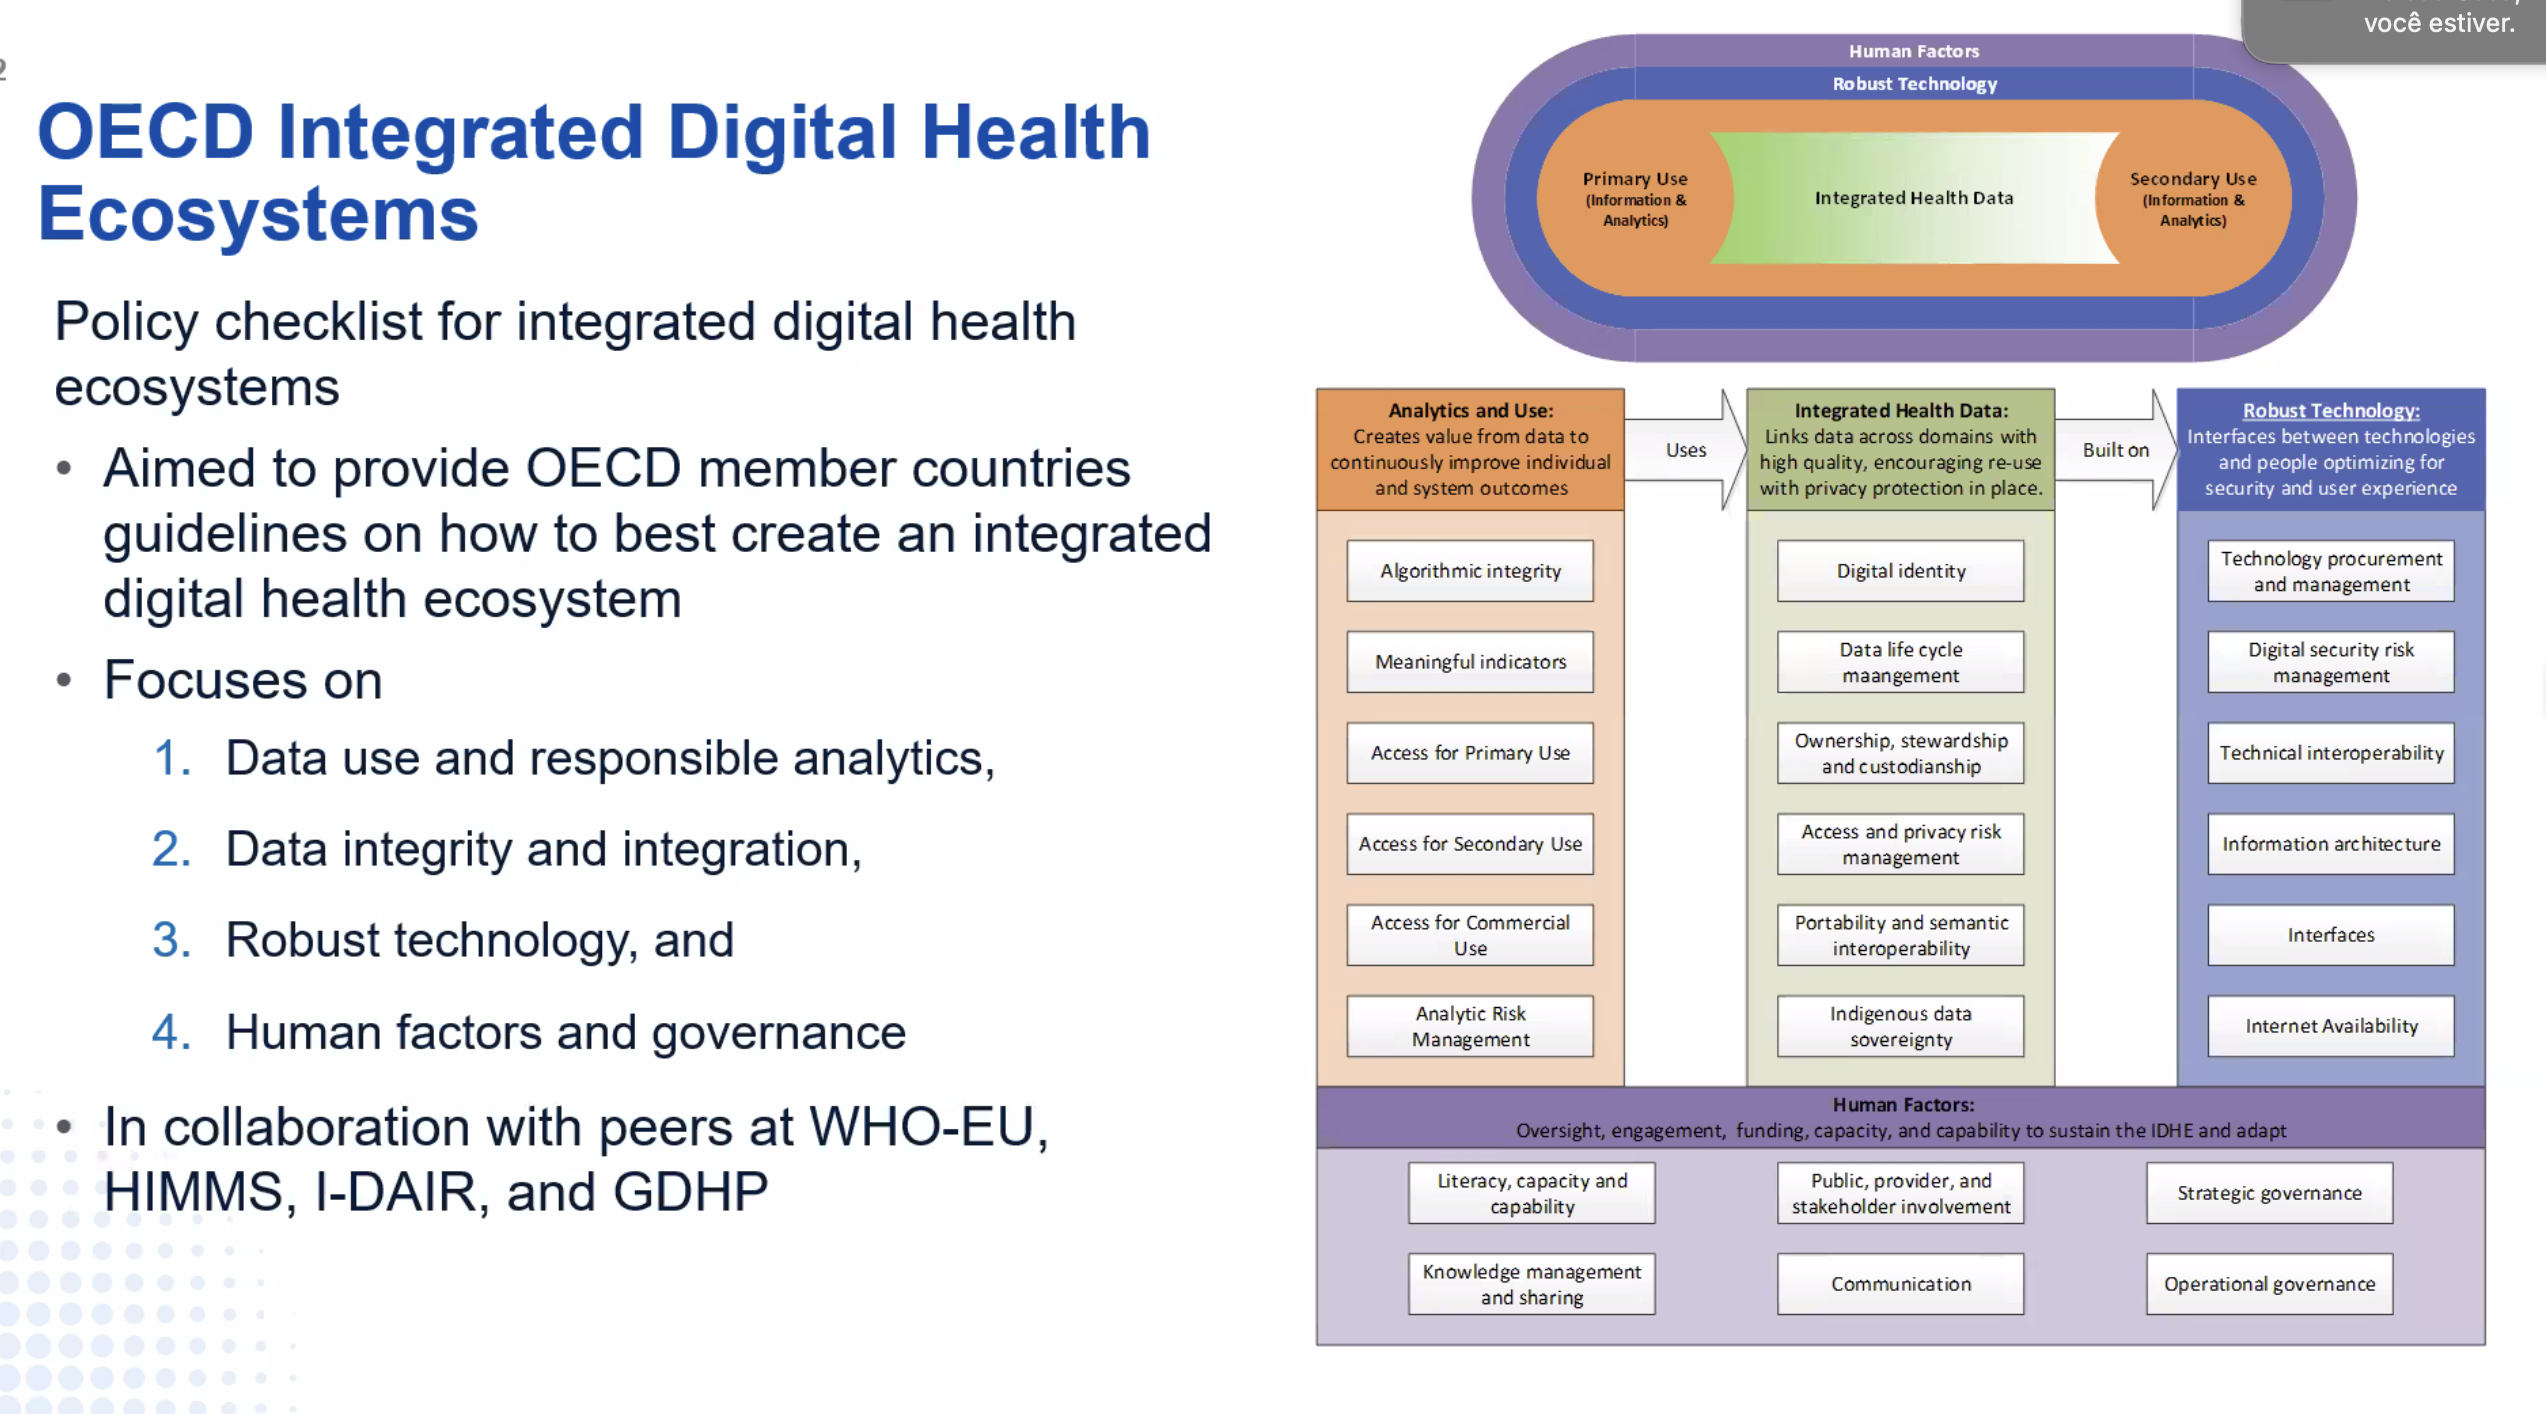 você estiver.
2
OECD Integrated Digital Health
Ecosystems
Policy checklist for integrated digital health
ecosystems
• Aimed to provide OECD member countries
guidelines on how to best create an integrated
digital health ecosystem
• Focuses on
1. Data use and responsible analytics,
2. Data integrity and integration,
3. Robust technology, and
4. Human factors and governance
• In collaboration with peers at WHO-EU,
HIMMS, I-DAIR, and GDHP
Human Factors
Robust Technology
Primary Use
(Information &
Analytics)
Integrated Health Data
Secondary Use
(Information &
Analytics)
Analytics and Use:
Creates value from data to
continuously improve individual
and system outcomes
Uses
Integrated Health Data:
Links data across domains with
high quality, encouraging re-use
with privacy protection in place.
Built on
Robust Technology:
Interfaces between technologies
and people optimizing for
security and user experience
Algorithmic integrity
Meaningful indicators
Access for Primary Use
Access for Secondary Use
Access for Commercial
Use
Analytic Risk
Management
Digital identity
Data life cycle
maangement
Ownership, stewardship
and custodianship
Access and privacy risk
management
Portability and semantic
interoperability
Indigenous data
sovereignty
Technology procurement
and management
Digital security risk
management
Technical interoperability
Information architecture
Interfaces
Internet Availability
Human Factors:
Oversight, engagement, funding, capacity, and capability to sustain the IDHE and adapt
Literacy, capacity and
capability
Public, provider, and
stakeholder involvement
Strategic governance
Knowledge management
and sharing
Communication
Operational governance